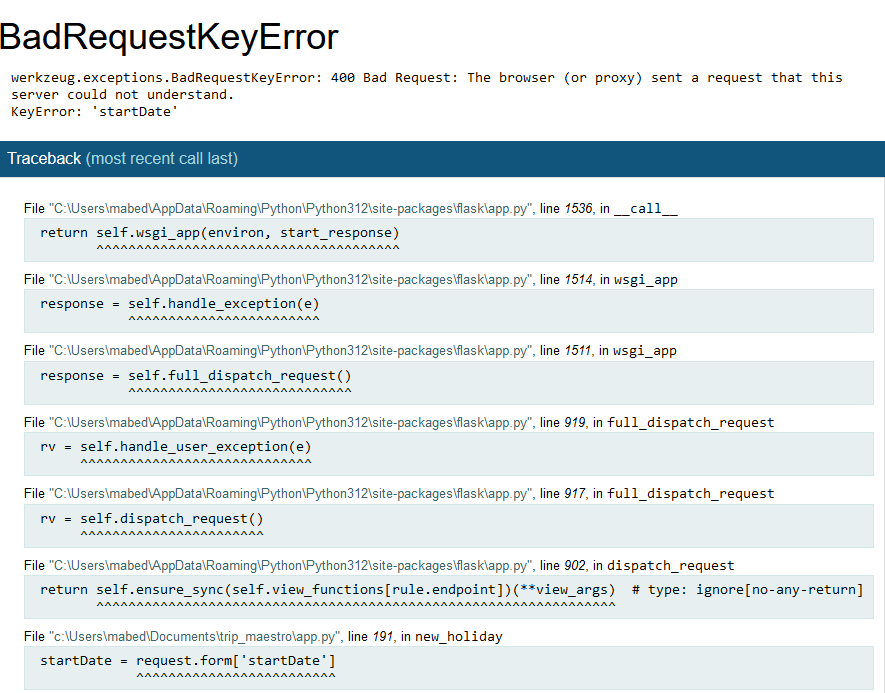 BadRequestKeyError
werkzeug.exceptions.BadRequestKeyError: 400 Bad Request: The browser (or proxy) sent a request that this
server could not understand.
KeyError: 'startDate'
Traceback (most recent call last)
File "C:\Users\mabed\AppData\Roaming\Python\Python312\site-packages\flask\app.py", line 1536, in __call__
return self.wsgi_app(environ, start_response)
^^^^^^^^^^^^^^^^^^^^^^^^^^^^^^^^^^^^^^
File "C:\Users\mabed\AppData\Roaming\Python\Python312\site-packages\flask\app.py", line 1514, in wsgi_app
response = self.handle_exception(e)
^^^^^^^^^^^^^^^^^^^^^^^^
File "C:\Users\mabed\AppData\Roaming\Python\Python312\site-packages\flask\app.py", line 1511, in wsgi_app
response = self.full_dispatch_request()
^^^^^^^^^^^^^^^^^^^^^^^^^^^^
File "C:\Users\mabed\AppData\Roaming\Python\Python312\site-packages\flask\app.py", line 919, in full_dispatch_request
rv = self.handle_user_exception(e)
^^^^^^^^^^^^^^^^^^^^^^^^^^^^^
File "C:\Users\mabed\AppData\Roaming\Python\Python312\site-packages\flask\app.py", line 917, in full_dispatch_request
rv = self.dispatch_request()
^^^^^^^^^^^^^^^^^^^^^^^
File "C:\Users\mabed\AppData\Roaming\Python\Python312\site-packages\flask\app.py", line 902, in dispatch_request
return self.ensure_sync(self.view_functions[rule.endpoint])(**view_args)  # type: ignore[no-any-return]
^^^^^^^^^^^^^^^^^^^^^^^^^^^^^^^^^^^^^^^^^^^^^^^^^^^^^^^^^^^^^^^^^
File "c:\Users\mabed\Documents\trip_maestro\app.py", line 191, in new_holiday
startDate = request.form['startDate']
^^^^^^^^^^^^^^^^^^^^^^^^^